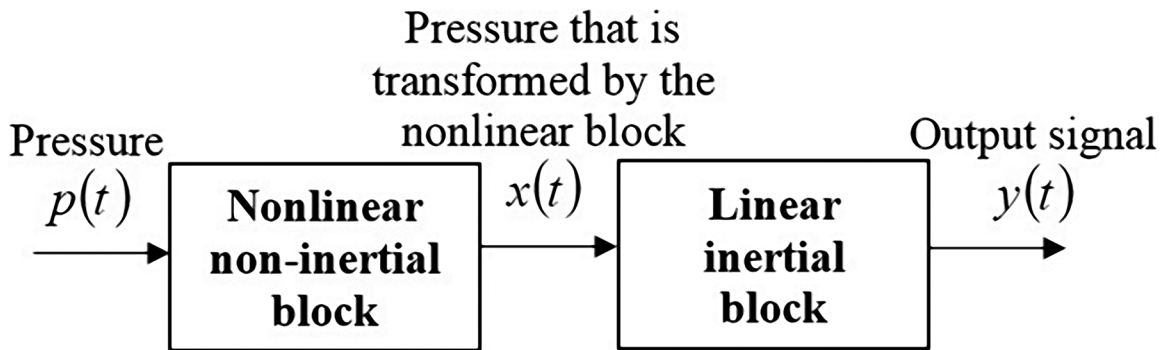 Pressure that is
transformed by the
nonlinear block
Pressure
p(t)
Nonlinear
non-inertial
block
x(t)
Linear
inertial
block
Output signal
y(t)